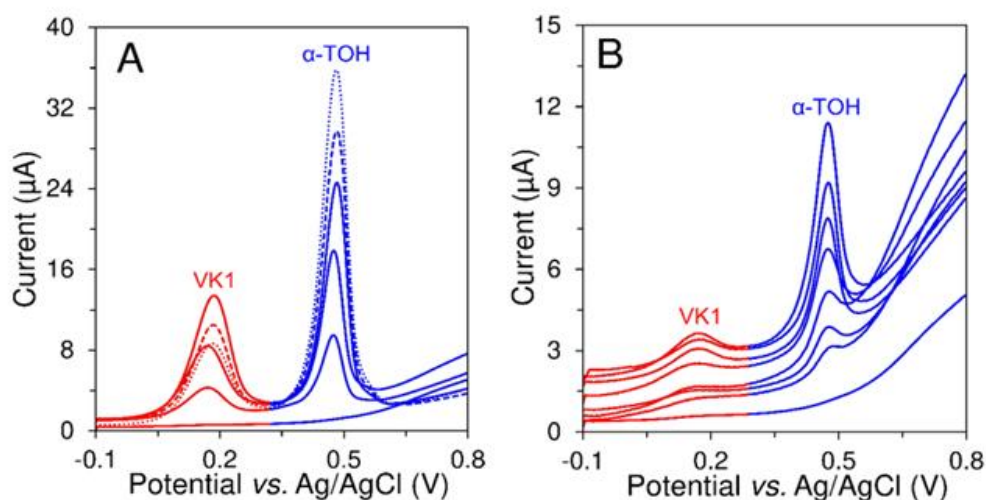 A
α-TOH
VK1
40
32
24
16
8
0
Current (µA)
-0.1
0.2
0.5
0.8
Potential vs. Ag/AgCl (V)
B
α-TOH
VK1
15
12
9
6
3
0
Current (µA)
-0.1
0.2
0.5
0.8
Potential vs. Ag/AgCl (V)